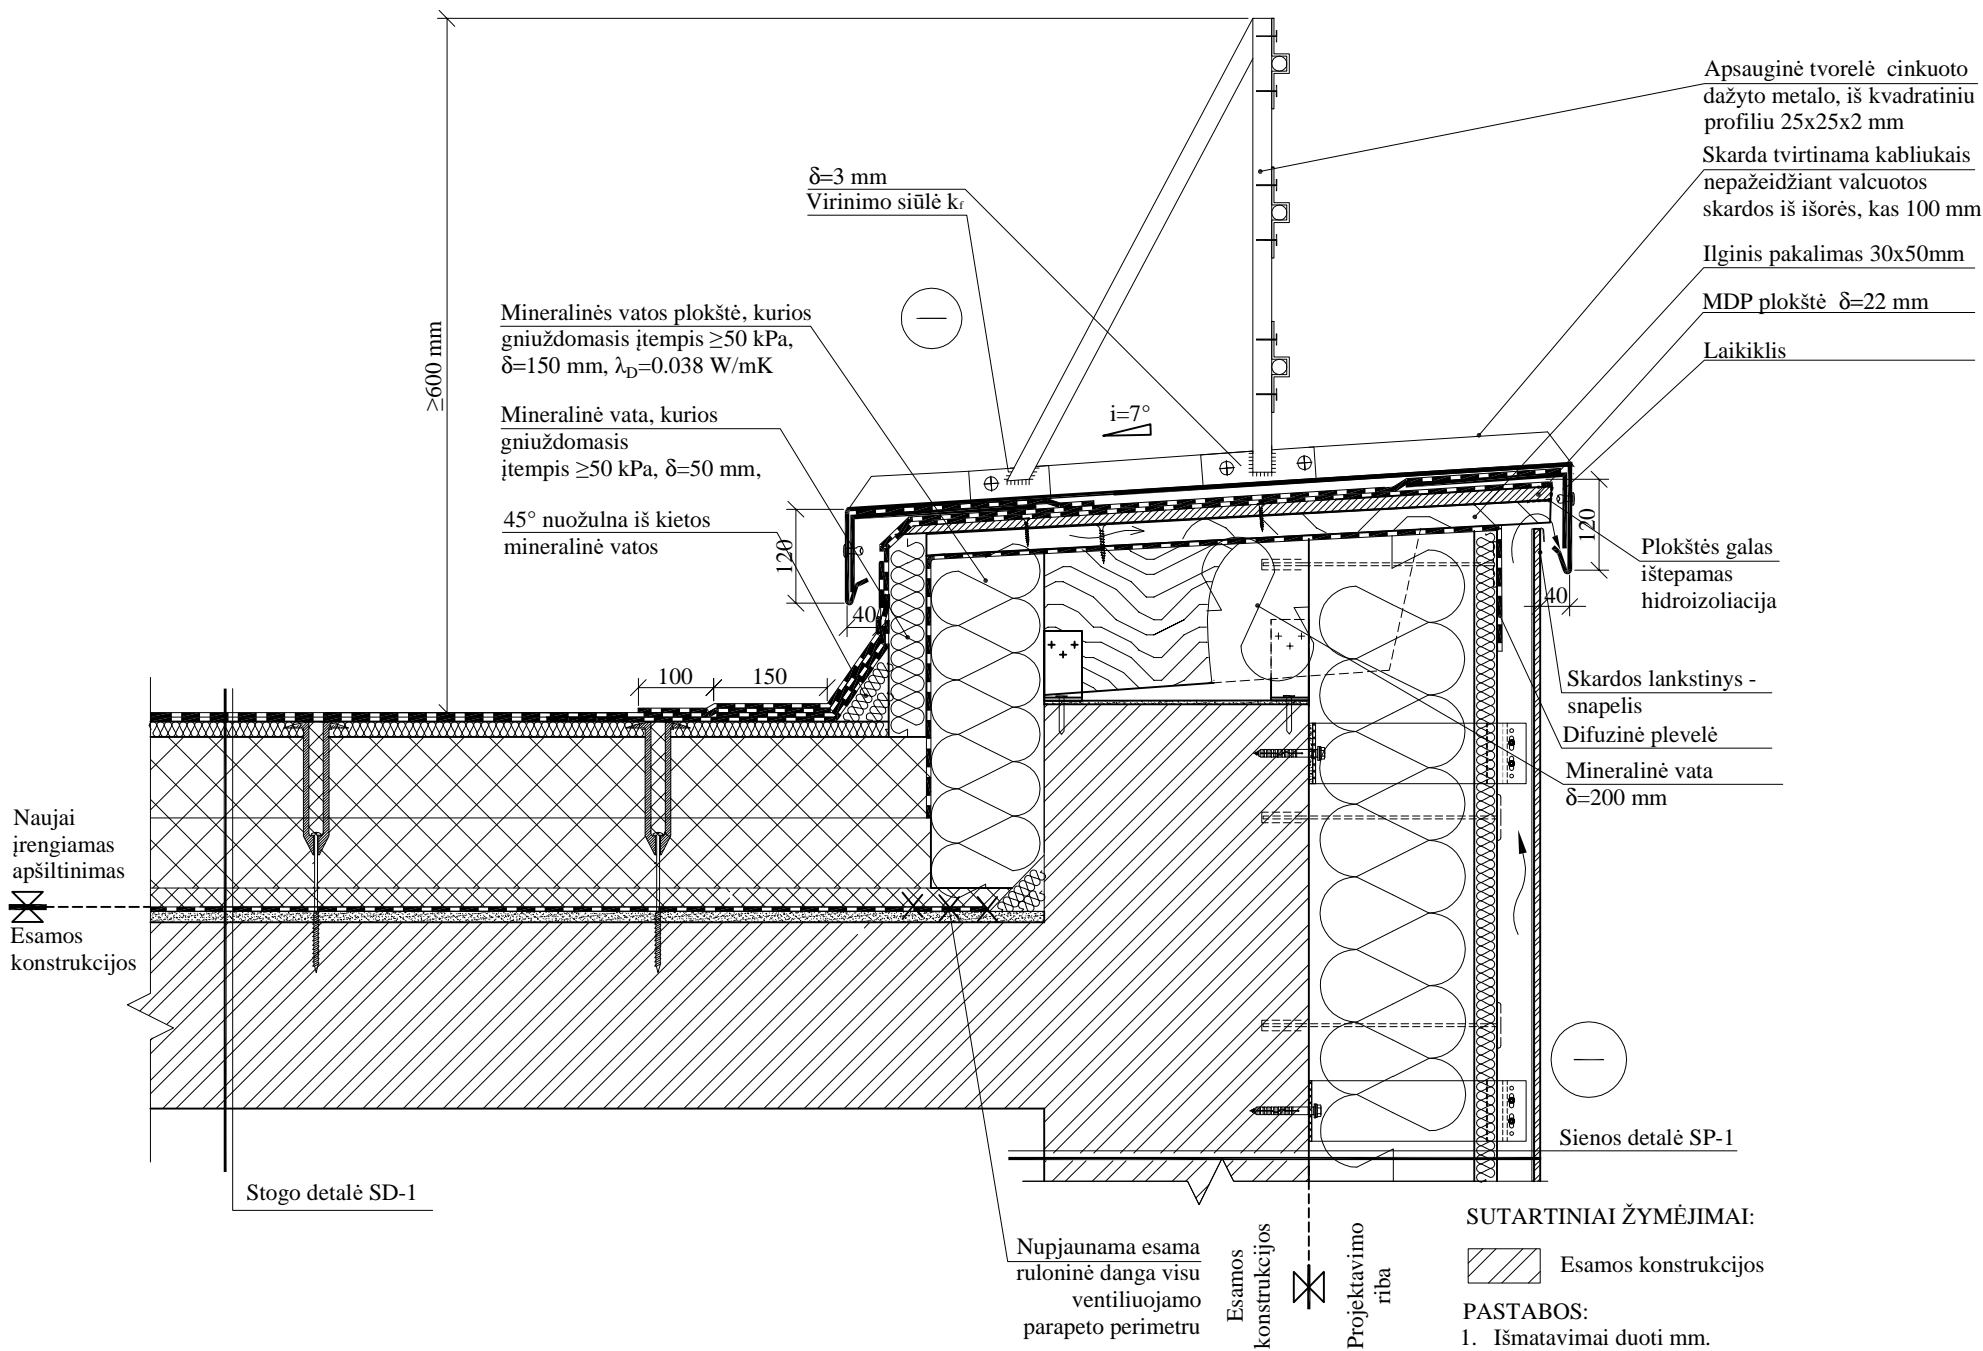 Apsauginė tvorelė cinkuoto
dažyto metalo, iš kvadratiniu
profiliu 25x25x2 mm
Skarda tvirtinama kabliukais
nepažeidžiant valcuotos
skardos iš išorės, kas 100 mm
Ilginis pakalimas 30x50mm
MDP plokštė δ=22 mm
Laikiklis
δ=3 mm
Virinimo siūlė kf
≥600 mm
Mineralinės vatos plokštė, kurios
gniuždomasis įtempis ≥50 kPa,
δ=150 mm, λD=0.038 W/mK
Mineralinė vata, kurios
gniuždomasis
įtempis ≥50 kPa, δ=50 mm,
45° nuožulna iš kietos
mineralinė vatos
i=7°
120
40
100
150
120
40
Plokštės galas
ištepamas
hidroizoliacija
Skardos lankstinys -
snapelis
Difuzinė plevelė
Mineralinė vata
δ=200 mm
Naujai
įrengiamas
apšiltinimas
Esamos
konstrukcijos
Stogo detalė SD-1
Sienos detalė SP-1
Nupjaunama esama
ruloninė danga visu
ventiliuojamo
parapeto perimetru
Esamos
konstrukcijos
Projektavimo
riba
SUTARTINIAI ŽYMĖJIMAI:
Esamos konstrukcijos
PASTABOS:
1. Išmatavimai duoti mm.